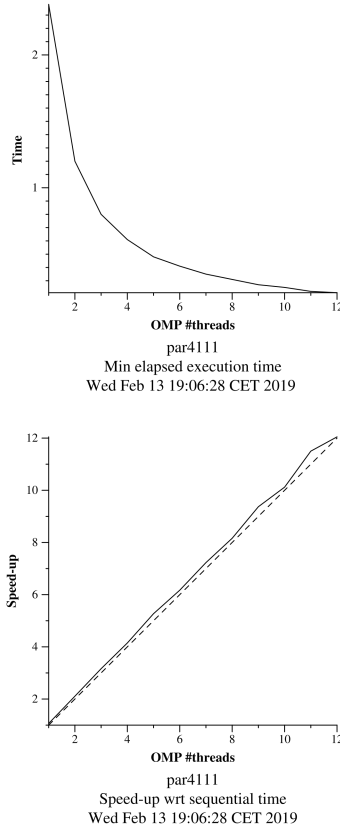 2
Time
1
2 4 6 8 10 12
OMP #threads
par4111
Min elapsed execution time
Wed Feb 13 19:06:28 CET 2019
12
10
8
Speed-up
6
4
2
2 4 6 8 10 12
OMP #threads
par4111
Speed-up wrt sequential time
Wed Feb 13 19:06:28 CET 2019